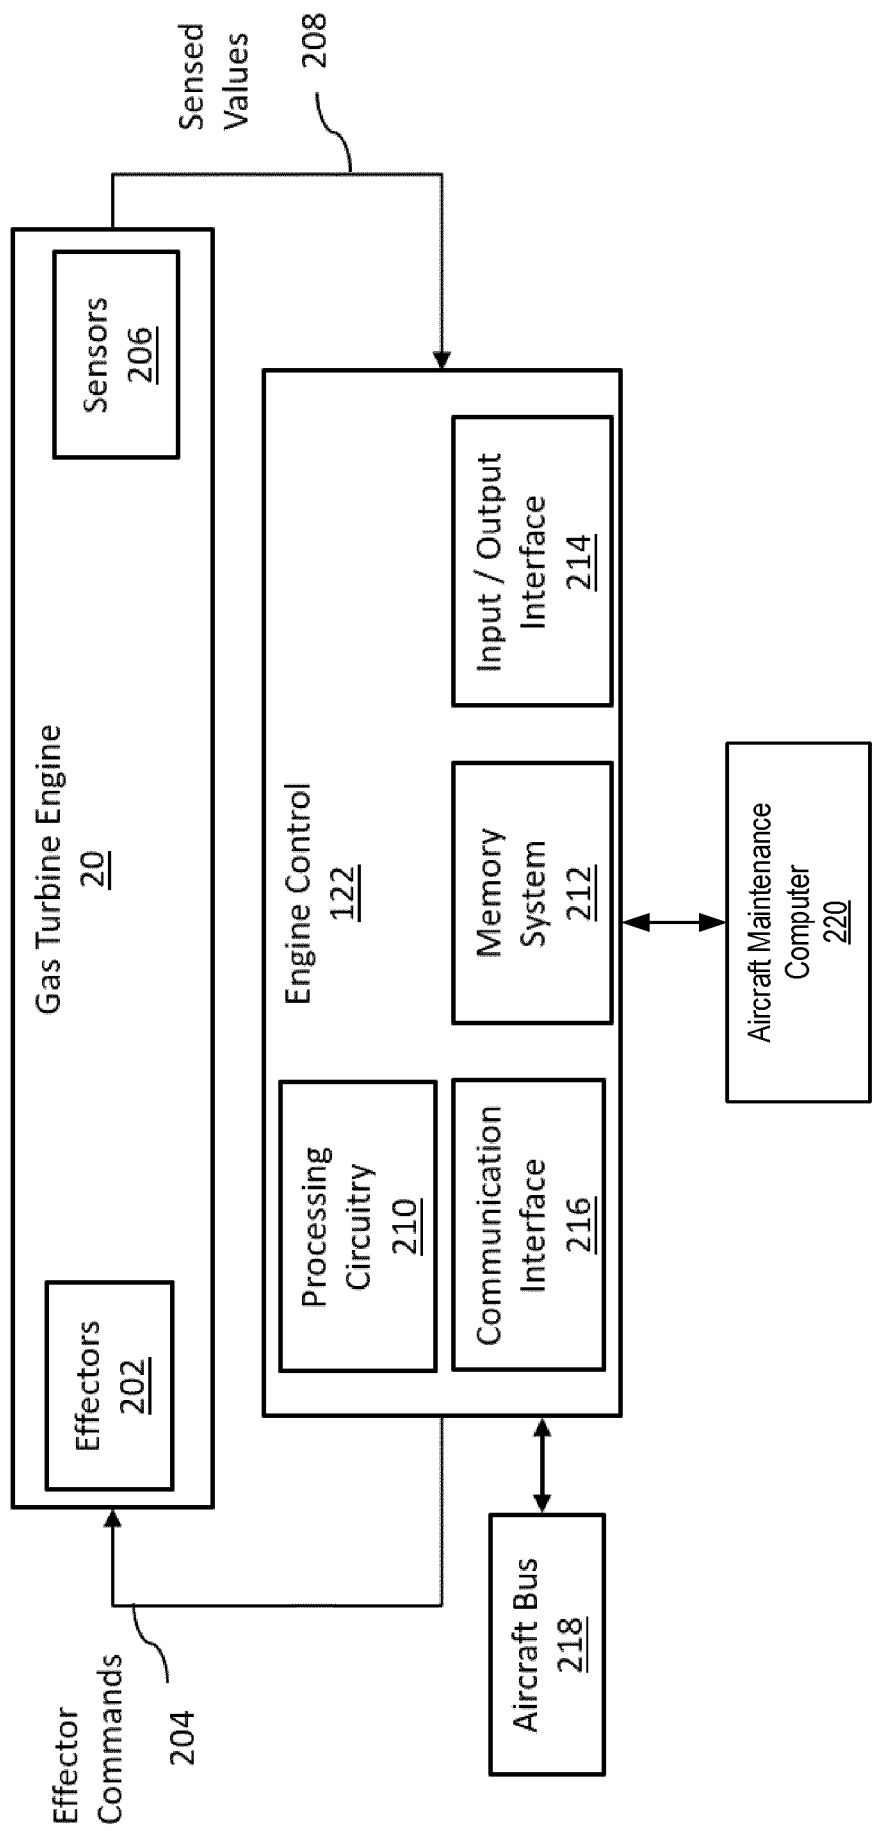 Gas Turbine Engine
20
Effectors
202
Sensors
206
Effector
Commands
204
Sensed
Values
208
Engine Control
122
Processing
Circuitry
210
Communication
Interface
216
Memory
System
212
Input / Output
Interface
214
Aircraft Bus
218
Aircraft Maintenance
Computer
220